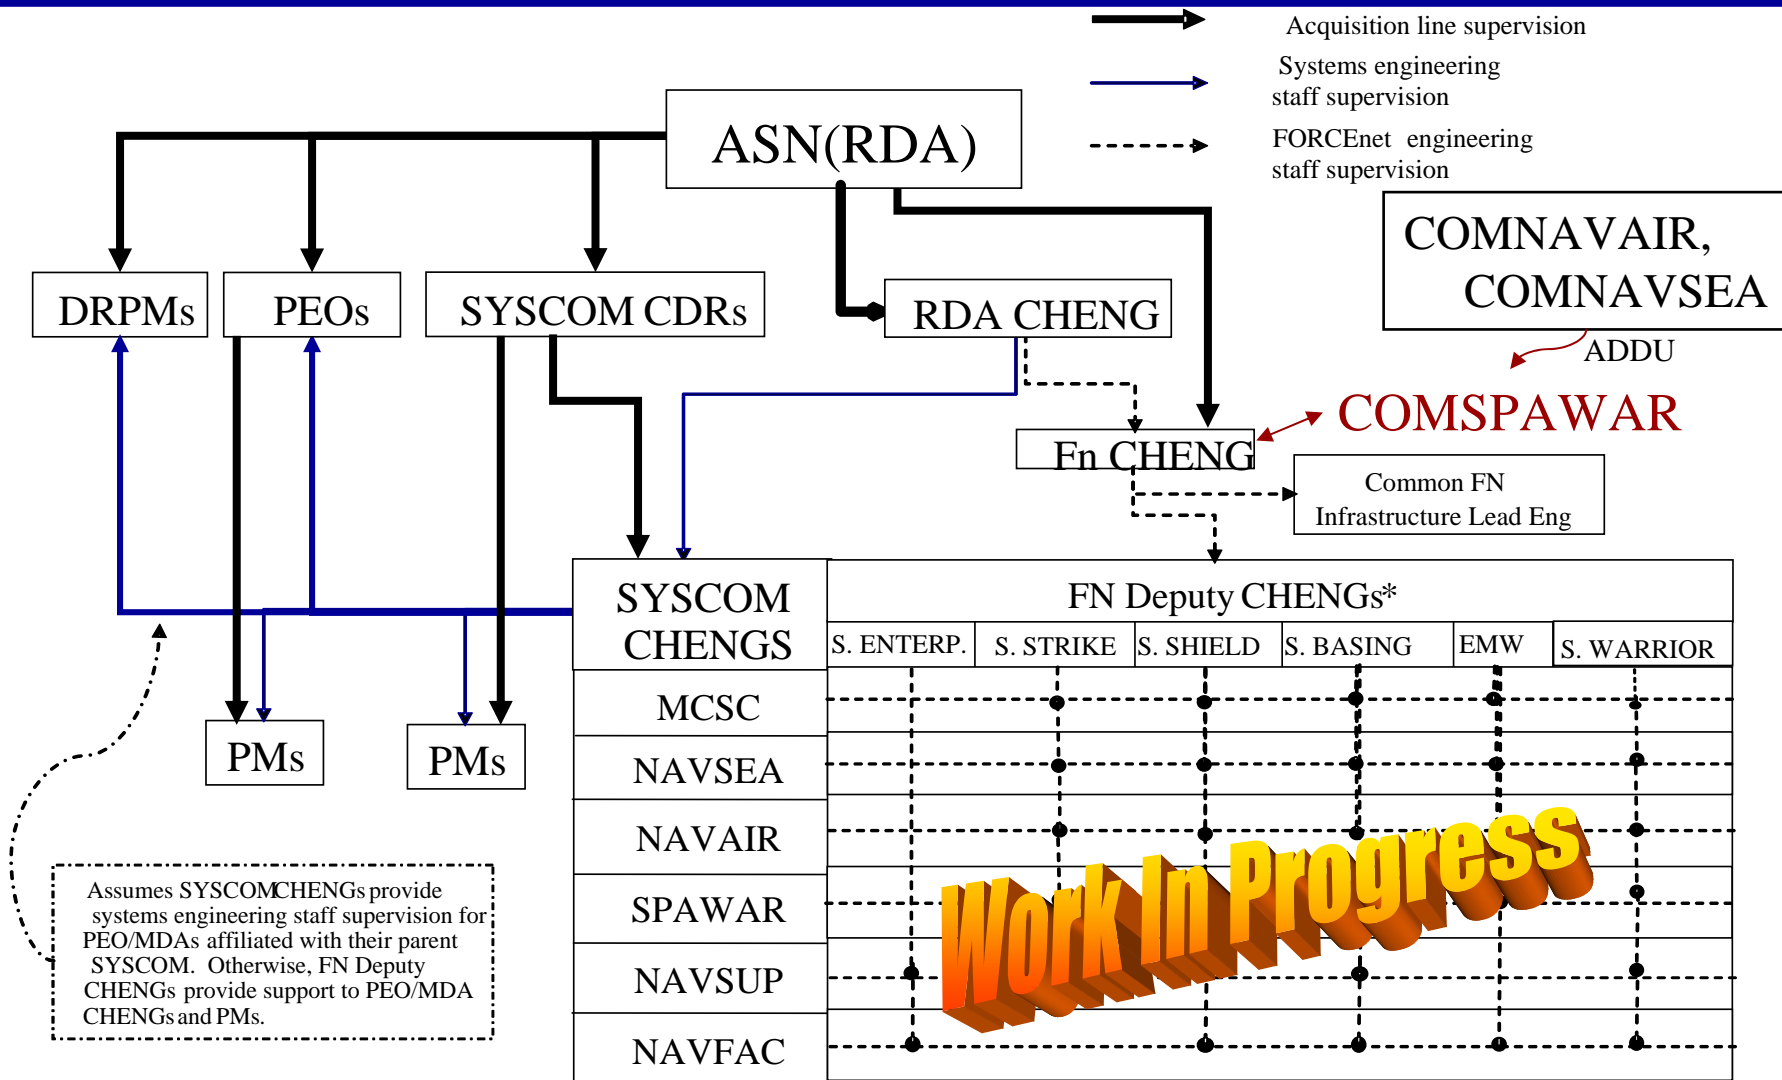 Acquisition line supervision
Systems engineering
staff supervision
FORCEnet engineering
staff supervision
ASN(RDA)
COMNAVAIR,
COMNAVSEA
ADDU
COMSPAWAR
DRPMs
PEOs
SYSCOM CDRs
RDA CHENG
Fn CHENG
Common FN
Infrastructure Lead Eng
SYSCOM
CHENGS
FN Deputy CHENGs*
S. ENTERP.
S. STRIKE
S. SHIELD
S. BASING
EMW
S. WARRIOR
MCSC
NAVSEA
NAVAIR
SPAWAR
NAVSUP
NAVFAC
PMs
PMs
Work In Progress
Assumes SYSCOMCHENGs provide
systems engineering staff supervision for
PEO/MDAs affiliated with their parent
SYSCOM. Otherwise, FN Deputy
CHENGs provide support to PEO/MDA
CHENGs and PMs.